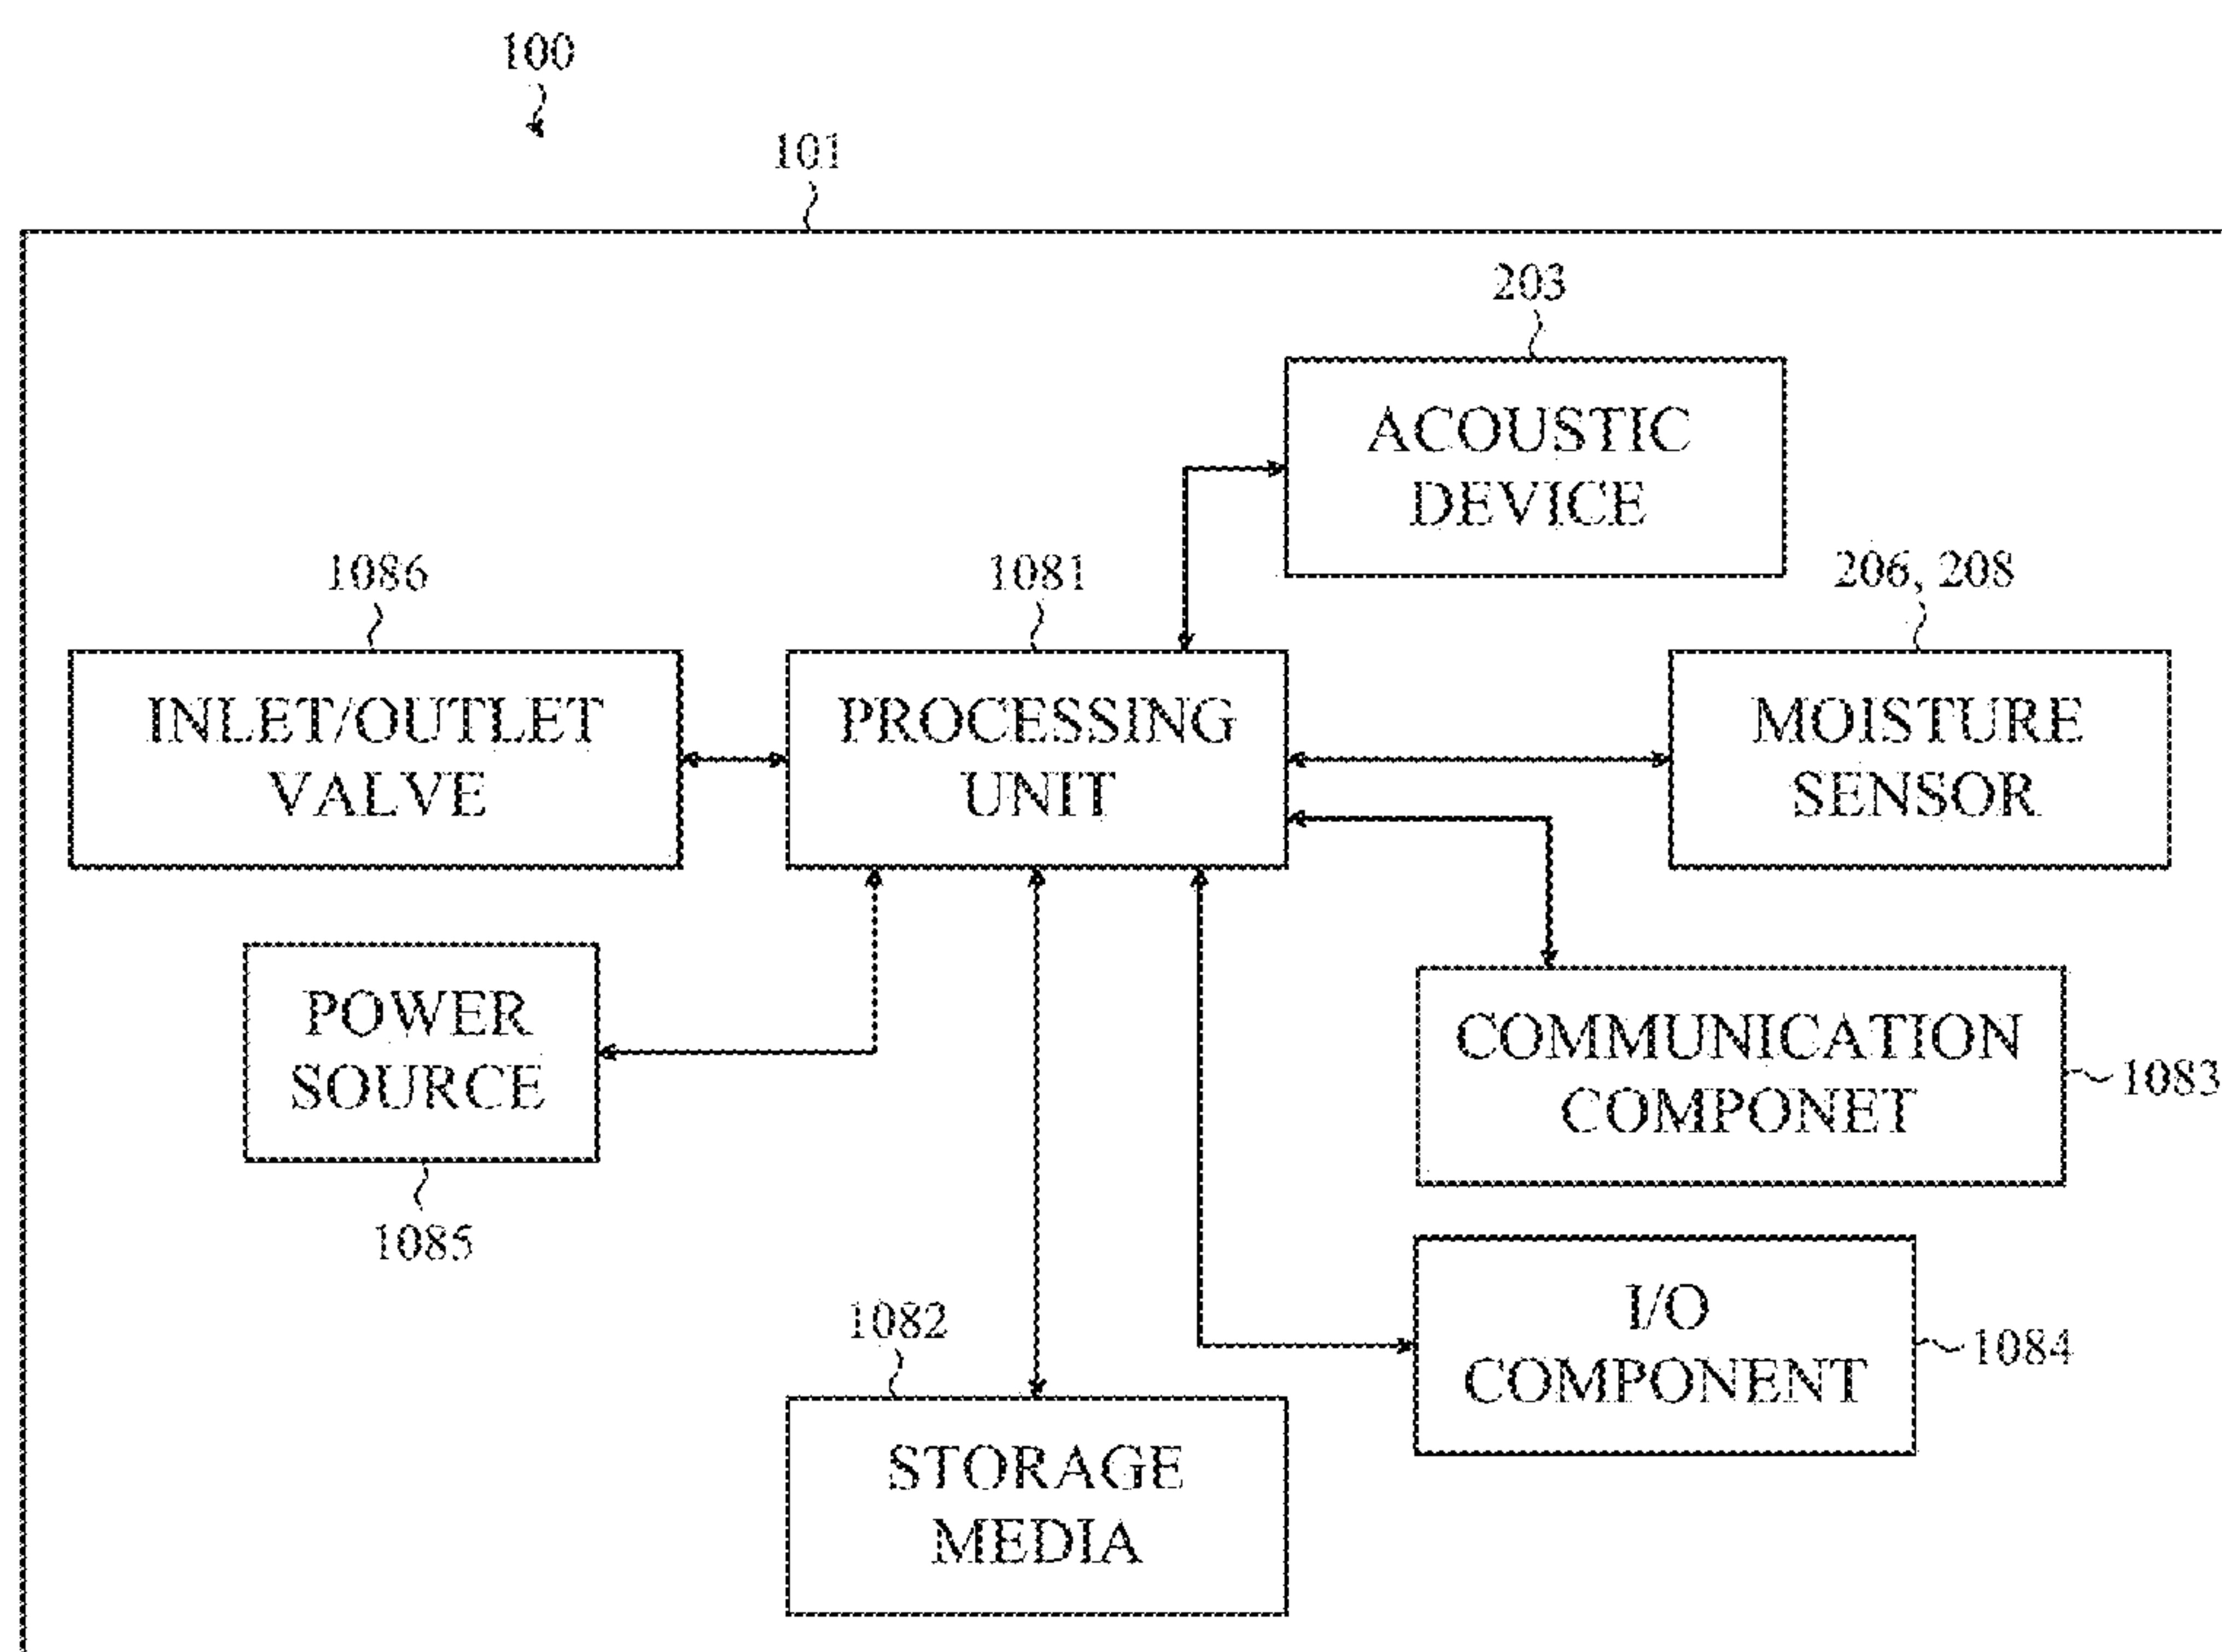 100
101
203
ACOUSTIC
DEVICE
1086
1081
206, 208
INLET/OUTLET
VALVE
PROCESSING
UNIT
MOISTURE
SENSOR
POWER
SOURCE
1085
COMMUNICATION
COMPONET
1083
I/O
COMPONENT
1084
1082
STORAGE
MEDIA